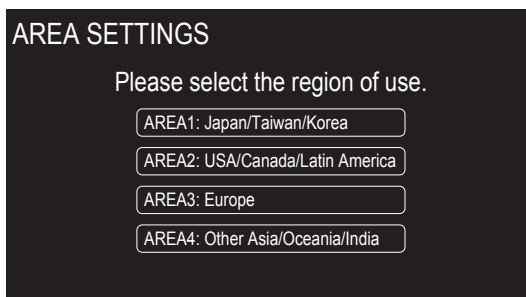 AREA SETTINGS
Please select the region of use.
AREA1: Japan/Taiwan/Korea
AREA2: USA/Canada/Latin America
AREA3: Europe
AREA4: Other Asia/Oceania/India